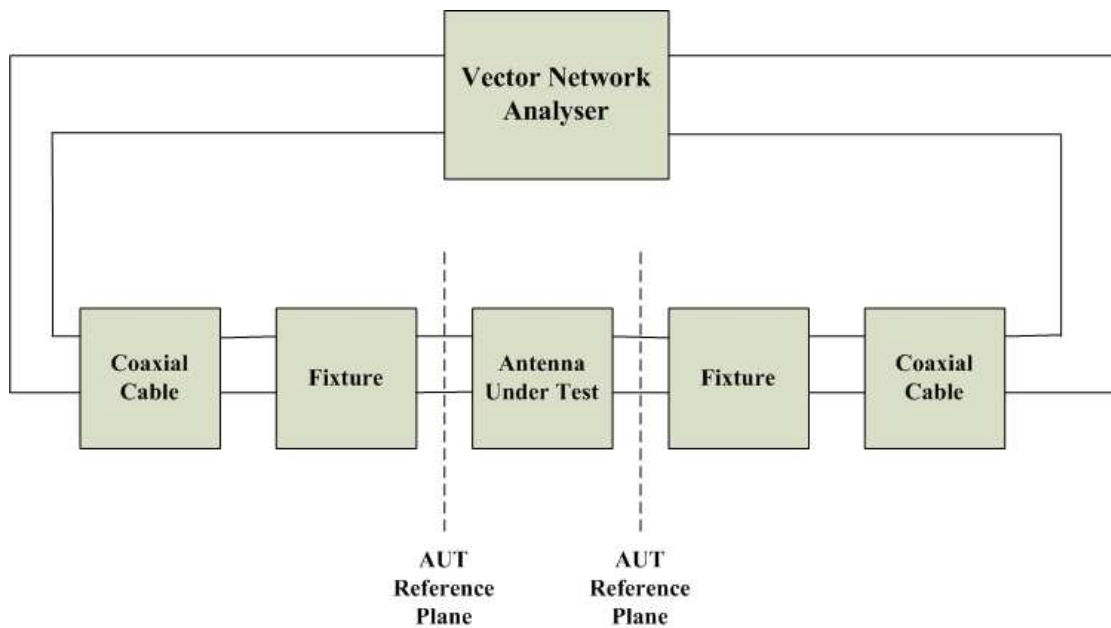 Vector Network
Analyser
Coaxial
Cable
Fixture
Antenna
Under Test
Fixture
Coaxial
Cable
AUT
Reference
Plane
AUT
Reference
Plane